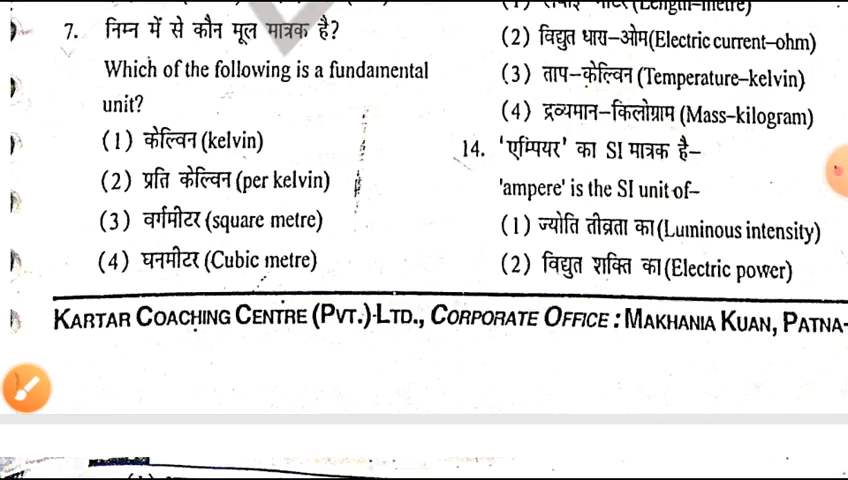 7. निम्न में से कौन मूल मात्रक है?
Which of the following is a fundamental
unit?
(1) केल्विन (kelvin)
(2) प्रति केल्विन (per kelvin)
(3) वर्गमीटर (square metre)
(4) घनमीटर (Cubic metre)
(Length–metre)
(2) विद्युत धारा–ओम(Electric current–ohm)
(3) ताप–केल्विन (Temperature–kelvin)
(4) द्रव्यमान–किलोग्राम (Mass–kilogram)
14. 'एम्पियर' का SI मात्रक है–
'ampere' is the SI unit of–
(1) ज्योति तीव्रता का (Luminous intensity)
(2) विद्युत शक्ति का (Electric power)
KARTAR COACHING CENTRE (PVT.) LTD., CORPORATE OFFICE : MAKHANIA KUAN, PATNA-